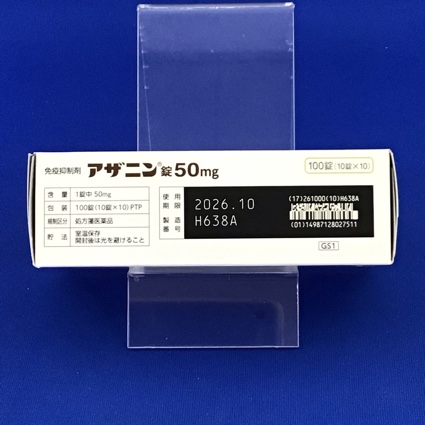 免疫抑制剤 アザニン®錠50mg 100錠(10錠×10)
含量 1錠中 50mg
包装 100錠(10錠×10)PTP
規制区分 処方箋医薬品
貯法 室温保存
開封後は光を避けること
使用期限 2026.10
製造番号 H638A
(17)261000(10)H638A
(01)14987128027511
GS1